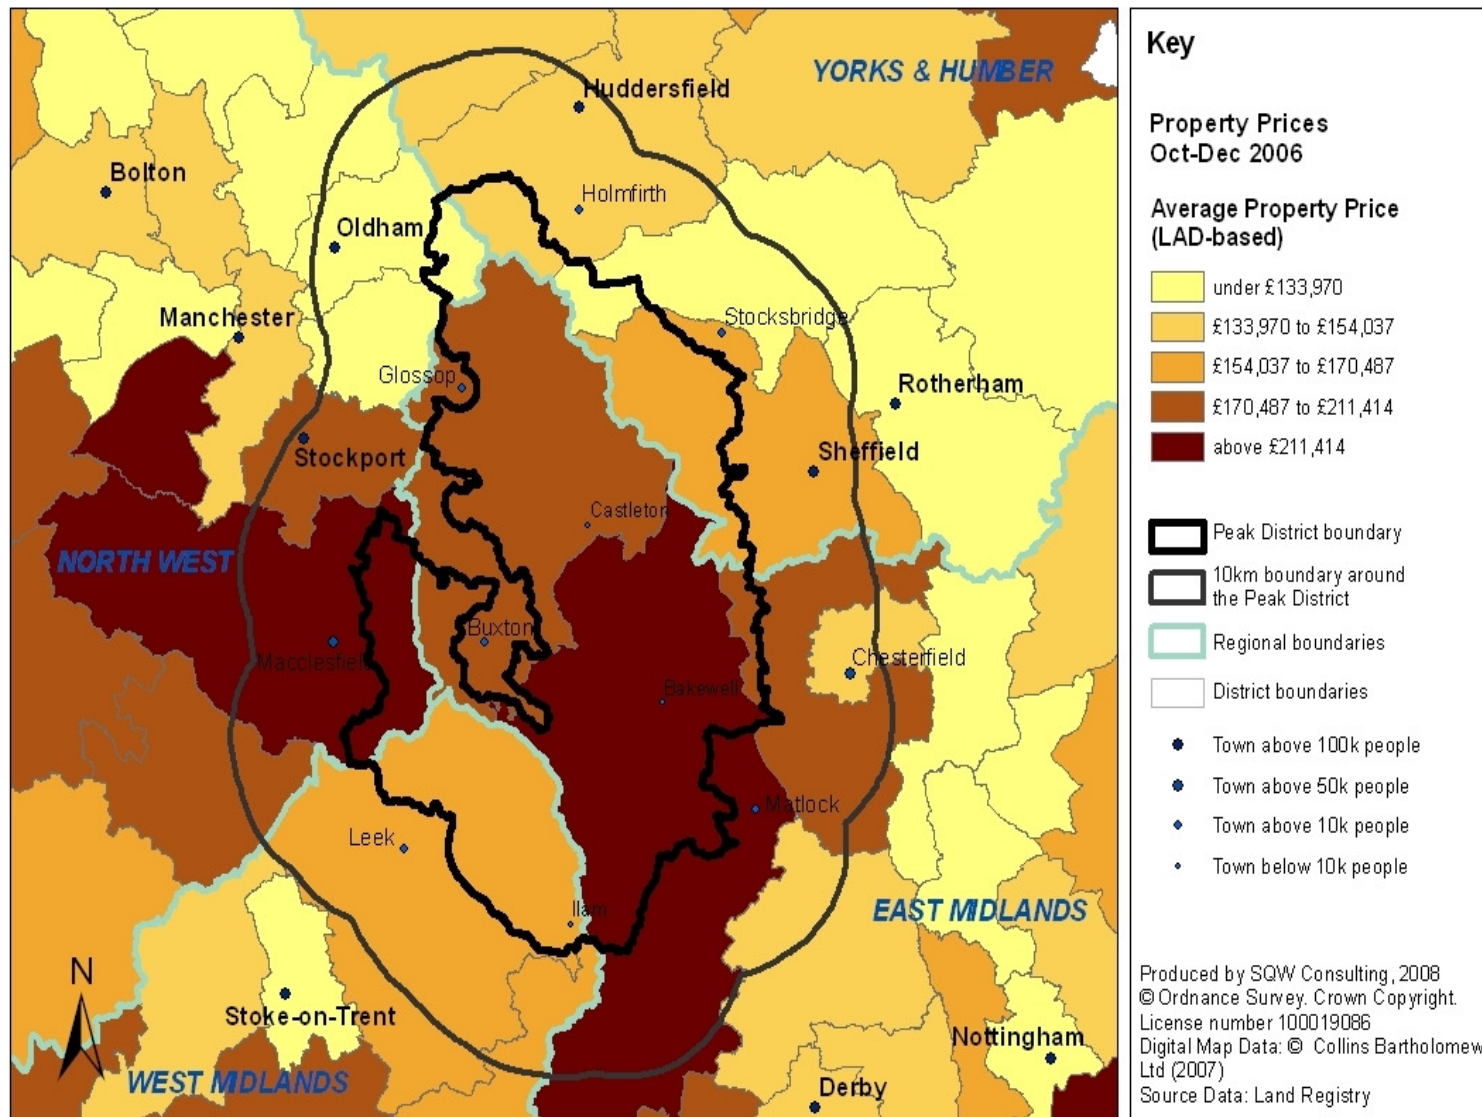 YORKS & HUMBER
Huddersfield
Bolton
Holmfirth
Oldham
Manchester
Stocksbridge
Glossop
Rotherham
Stockport
Sheffield
Castleton
NORTH WEST
Buxton
Macclesfield
Chesterfield
Bakewell
Matlock
Leek
Ilam
EAST MIDLANDS
N
Stoke-on-Trent
Nottingham
WEST MIDLANDS
Derby
Key
Property Prices
Oct-Dec 2006
Average Property Price
(LAD-based)
under £133,970
£133,970 to £154,037
£154,037 to £170,487
£170,487 to £211,414
above £211,414
Peak District boundary
10km boundary around
the Peak District
Regional boundaries
District boundaries
Town above 100k people
Town above 50k people
Town above 10k people
Town below 10k people
Produced by SQW Consulting, 2008
© Ordnance Survey. Crown Copyright.
License number 100019086
Digital Map Data: © Collins Bartholomew
Ltd (2007)
Source Data: Land Registry